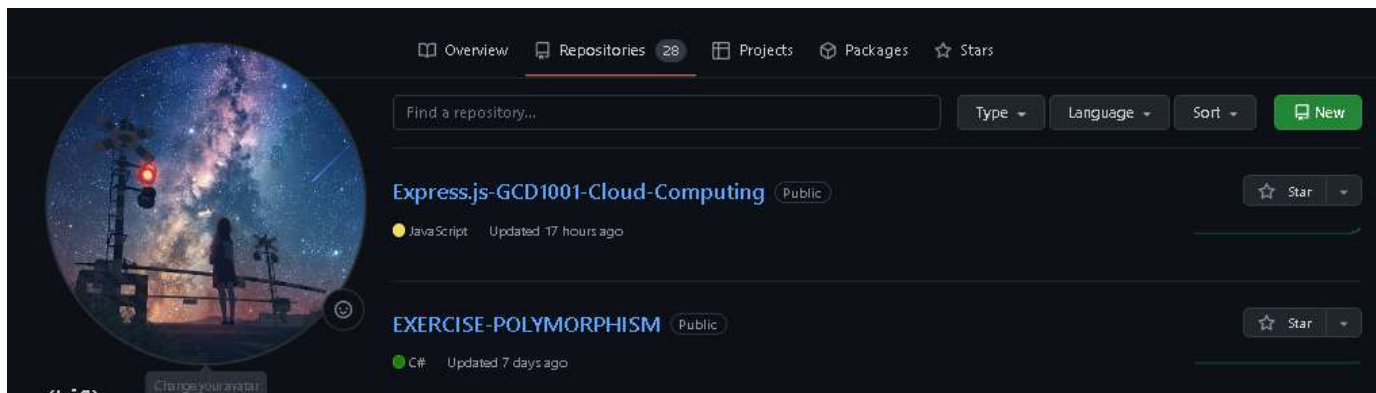 Overview Repositories 28 Projects Packages Stars
Find a repository... Type Language Sort New
Express.js-GCD1001-Cloud-Computing Public Star
JavaScript Updated 17 hours ago
EXERCISE-POLYMORPHISM Public Star
C# Updated 7 days ago
Change your avatar